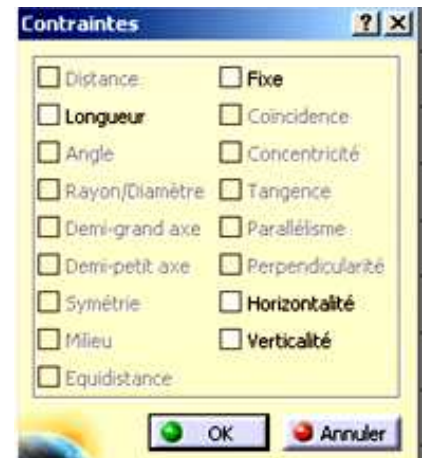 Contraintes ? ×
Distance Fixe
Longueur Coïncidence
Angle Concentricité
Rayon/Diamètre Tangence
Demi-grand axe Parallélisme
Demi-petit axe Perpendicularité
Symétrie Horizontalité
Milieu Verticalité
Equidistance
OK Annuler